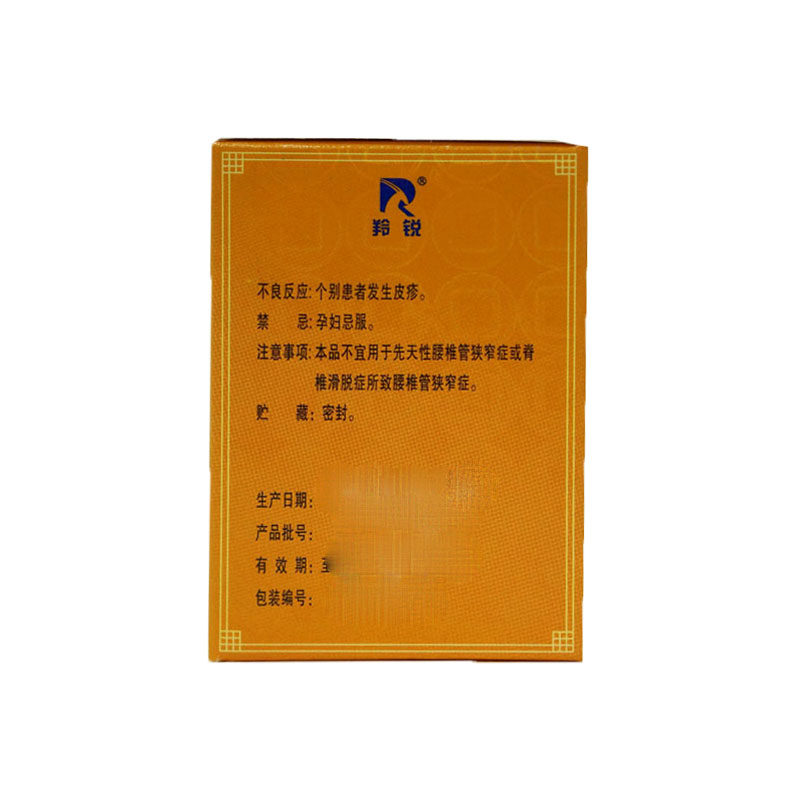 R®
羚锐
不良反应:个别患者发生皮疹。
禁 忌:孕妇忌服。
注意事项:本品不宜用于先天性腰椎管狭窄症或脊
椎滑脱症所致腰椎管狭窄症。
贮 藏:密封。
生产日期:
产品批号:
有 效 期:至
包装编号: